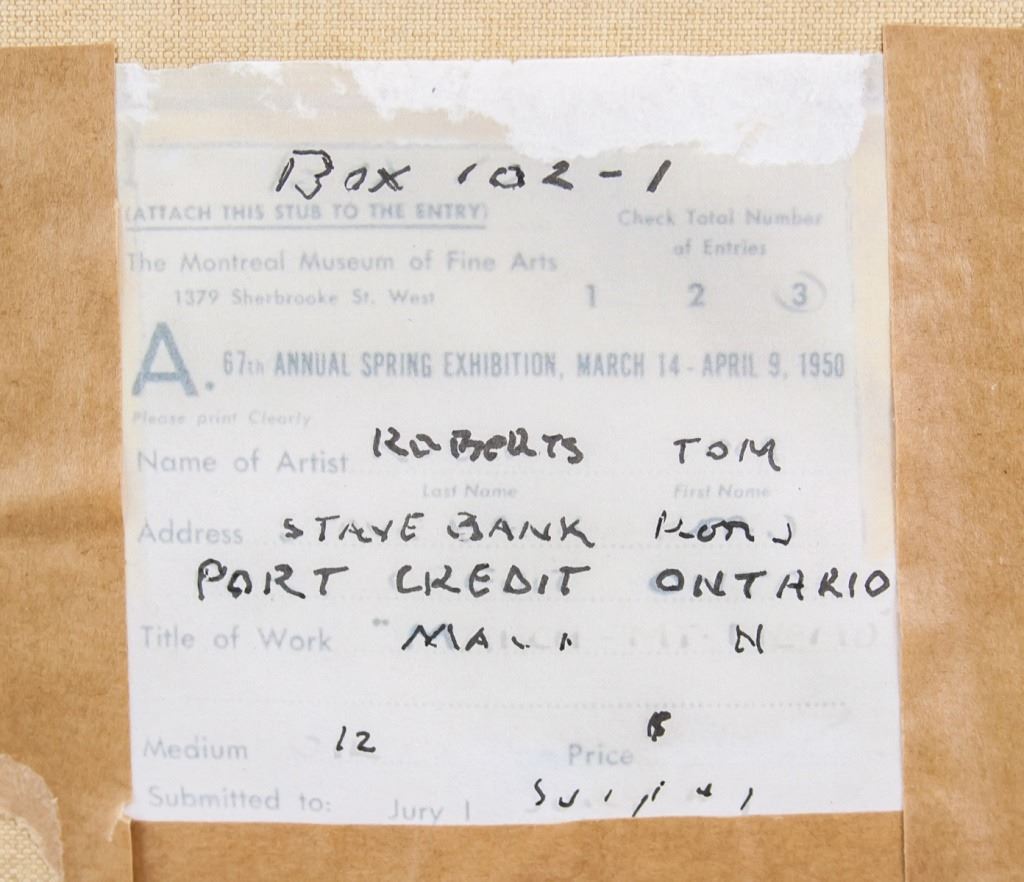 Box 102-1
(ATTACH THIS STUB TO THE ENTRY)
Check Total Number
of Entries
The Montreal Museum of Fine Arts
1379 Sherbrooke St. West
1 2 3
A. 67th ANNUAL SPRING EXHIBITION, MARCH 14 - APRIL 9, 1950
Please print Clearly
Name of Artist ROBERTS TOM
Last Name First Name
Address STAVE BANK
PORT CREDIT ONTARIO
Title of Work
Medium 12 Price $
Submitted to: Jury 1